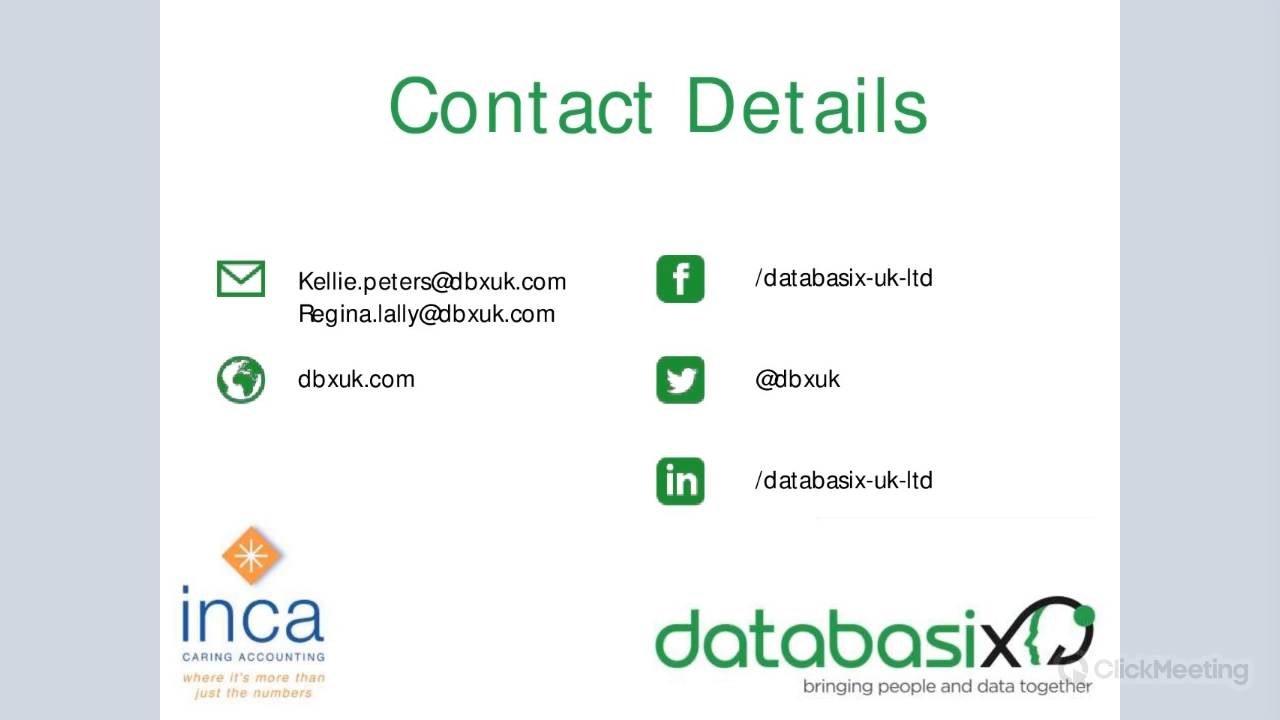 Contact Details
Kellie.peters@dbxuk.com
Regina.lally@dbxuk.com
dbxuk.com
f
/databasix-uk-ltd
@dbxuk
in
/databasix-uk-ltd
inca
CARING ACCOUNTING
where it's more than
just the numbers
databasix
bringing people and data together
ClickMeeting